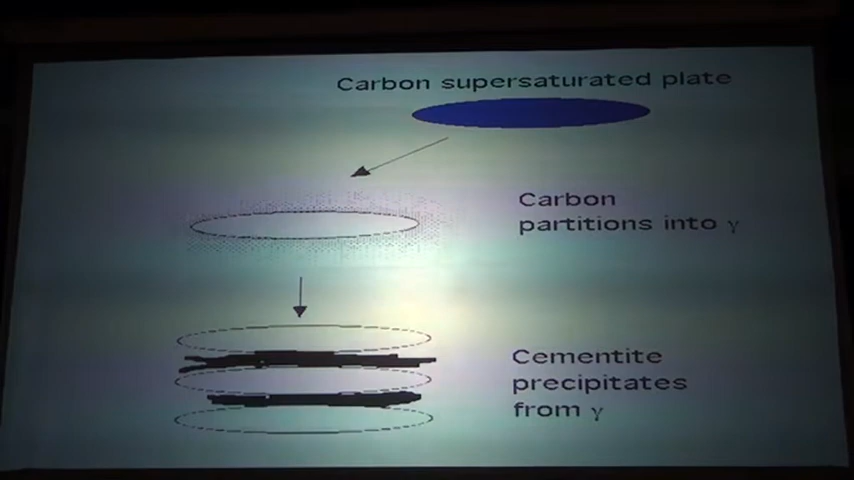 Carbon supersaturated plate
Carbon
partitions into γ
Cementite
precipitates
from γ